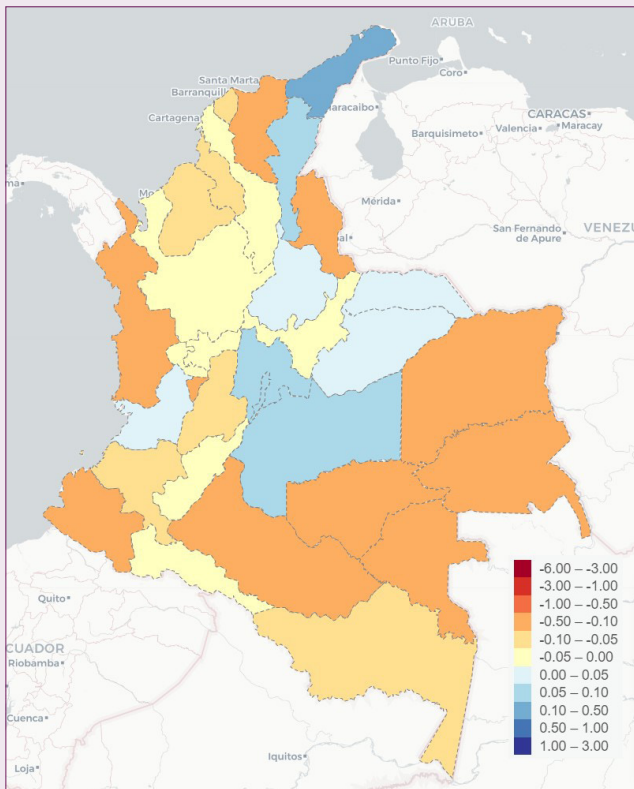 ARUBA
Punto Fijo
Coro
Santa Marta
Barranquill
Maracaibo
CARACAS
Cartagena
Valencia
Maracay
Barquisimeto
Mérida
San Fernando
de Apure
VENEZU
Quito
CUADOR
Riobamba
Cuenca
Loja
Iquitos
-6.00 – -3.00
-3.00 – -1.00
-1.00 – -0.50
-0.50 – -0.10
-0.10 – -0.05
-0.05 – 0.00
0.00 – 0.05
0.05 – 0.10
0.10 – 0.50
0.50 – 1.00
1.00 – 3.00